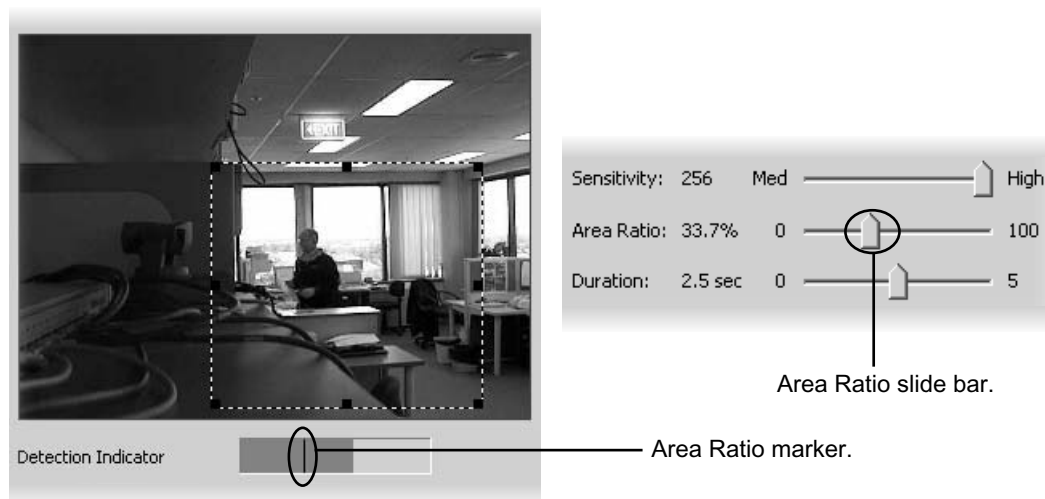 EXIT
Sensitivity: 256 Med High
Area Ratio: 33.7% 0 100
Duration: 2.5 sec 0 5
Area Ratio slide bar.
Detection Indicator
Area Ratio marker.